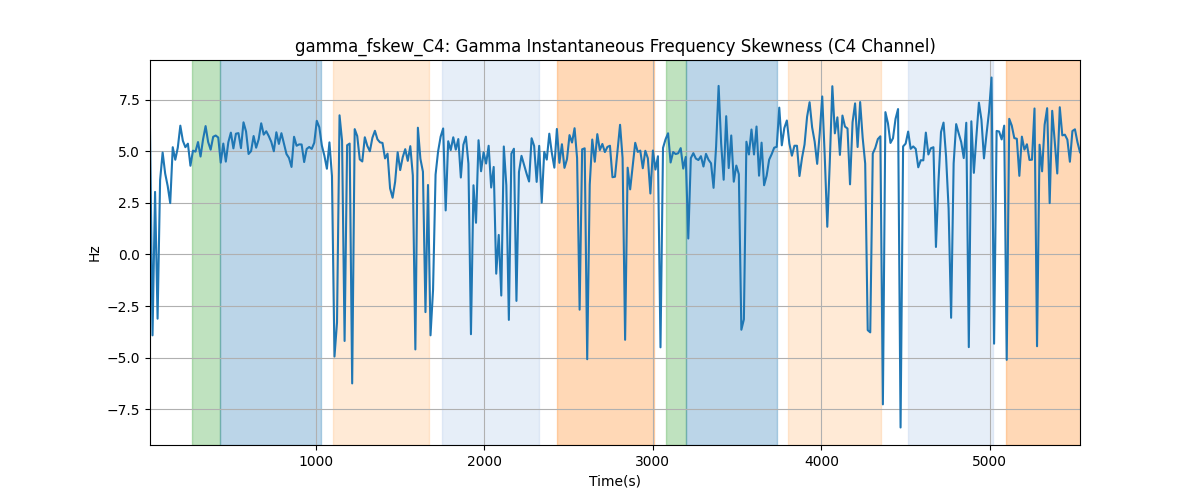 gamma_fskew_C4: Gamma Instantaneous Frequency Skewness (C4 Channel)
7.5
5.0
2.5
0.0
−2.5
−5.0
−7.5
Hz
1000 2000 3000 4000 5000
Time(s)